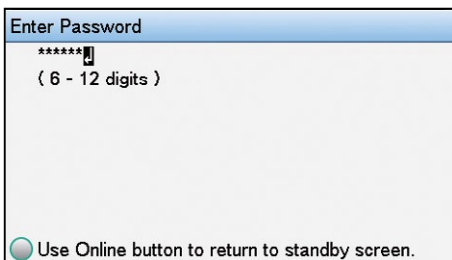 Enter Password
******↲
( 6 - 12 digits )
Use Online button to return to standby screen.